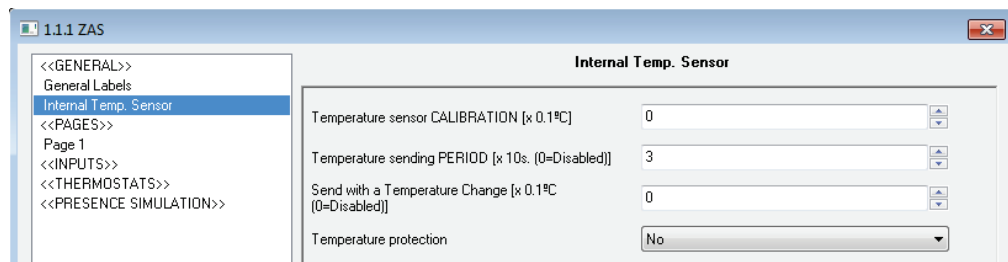 1.1.1 ZAS
<<GENERAL>>
General Labels
Internal Temp. Sensor
<<PAGES>>
Page 1
<<INPUTS>>
<<THERMOSTATS>>
<<PRESENCE SIMULATION>>
Internal Temp. Sensor
Temperature sensor CALIBRATION [x 0.1ºC]
0
Temperature sending PERIOD [x 10s. (0=Disabled)]
3
Send with a Temperature Change [x 0.1ºC
(0=Disabled)]
0
Temperature protection
No